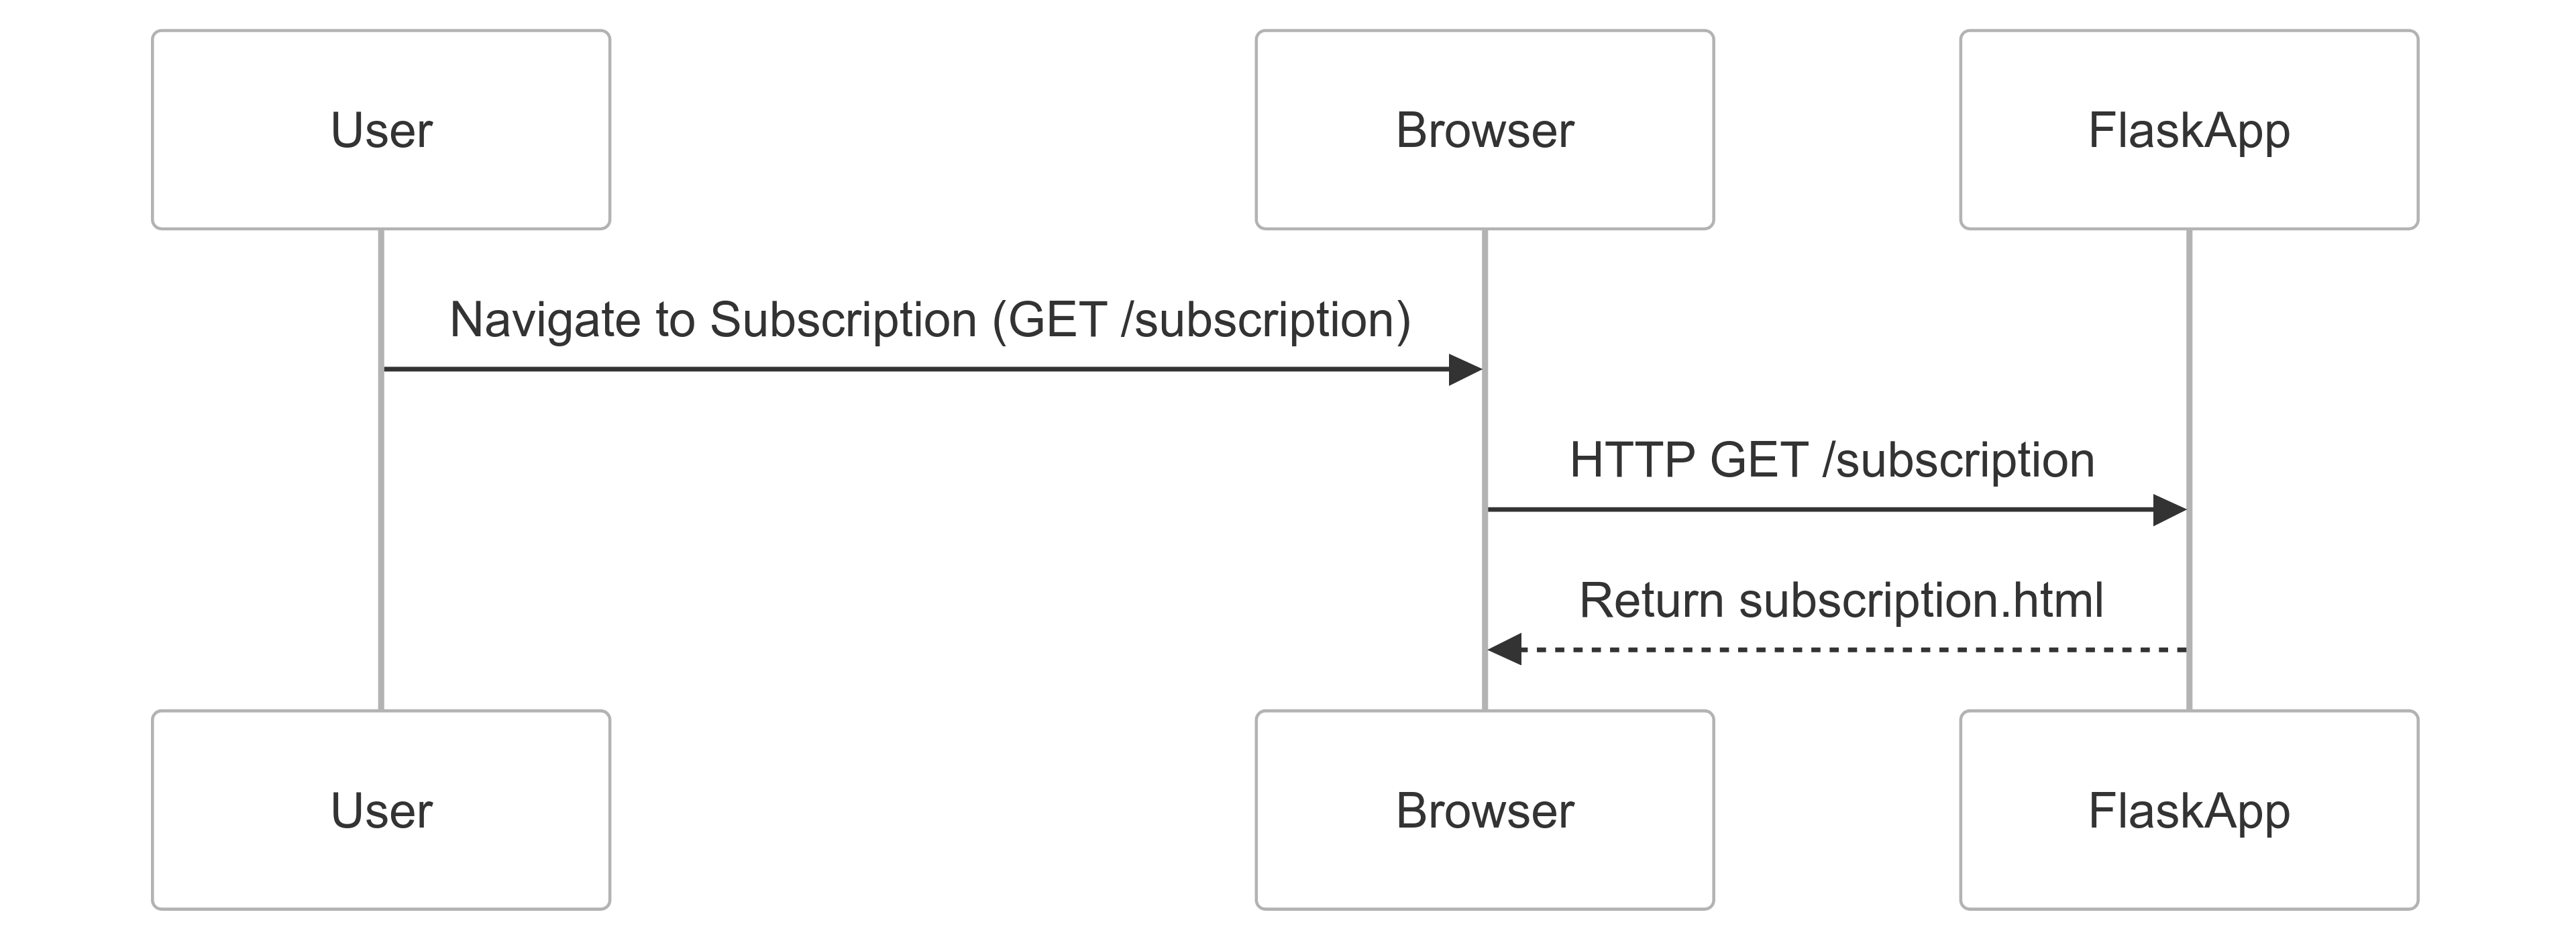 User
Browser
FlaskApp
Navigate to Subscription (GET /subscription)
HTTP GET /subscription
Return subscription.html
User
Browser
FlaskApp